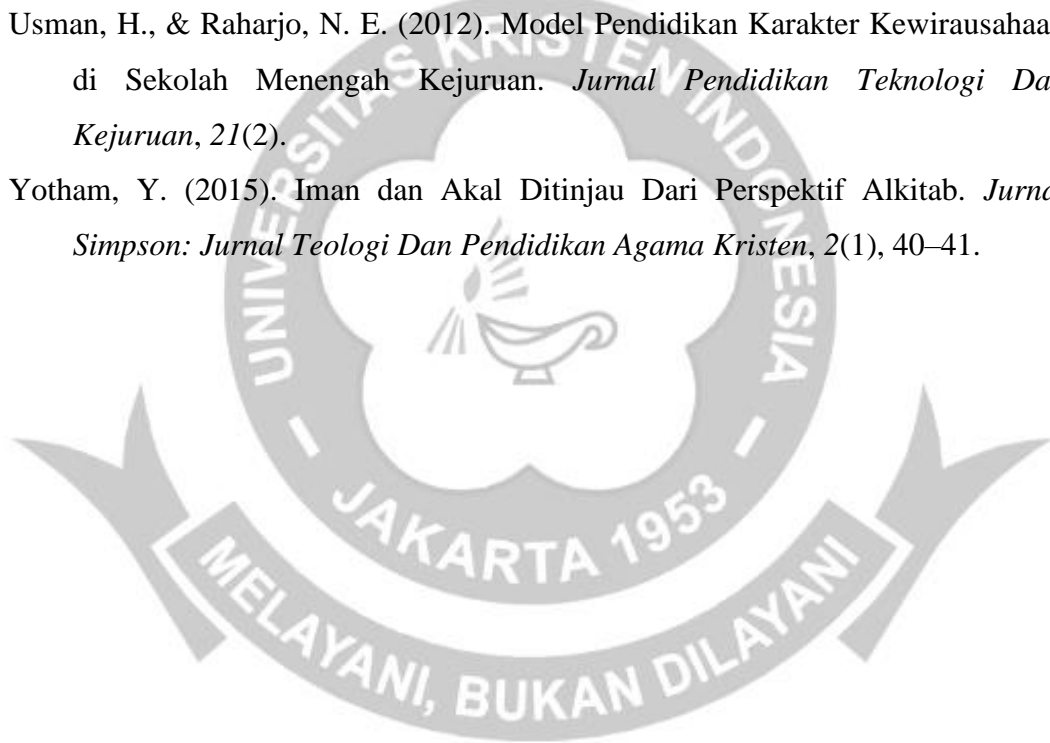 Usman, H., & Raharjo, N. E. (2012). Model Pendidikan Karakter Kewirausahaa
di Sekolah Menengah Kejuruan. Jurnal Pendidikan Teknologi Da
Kejuruan, 21(2).
Yotham, Y. (2015). Iman dan Akal Ditinjau Dari Perspektif Alkitab. Jurna
Simpson: Jurnal Teologi Dan Pendidikan Agama Kristen, 2(1), 40–41.
UNIVERSITAS KRISTEN INDONESIA
JAKARTA 1953
MELAYANI, BUKAN DILAYANI